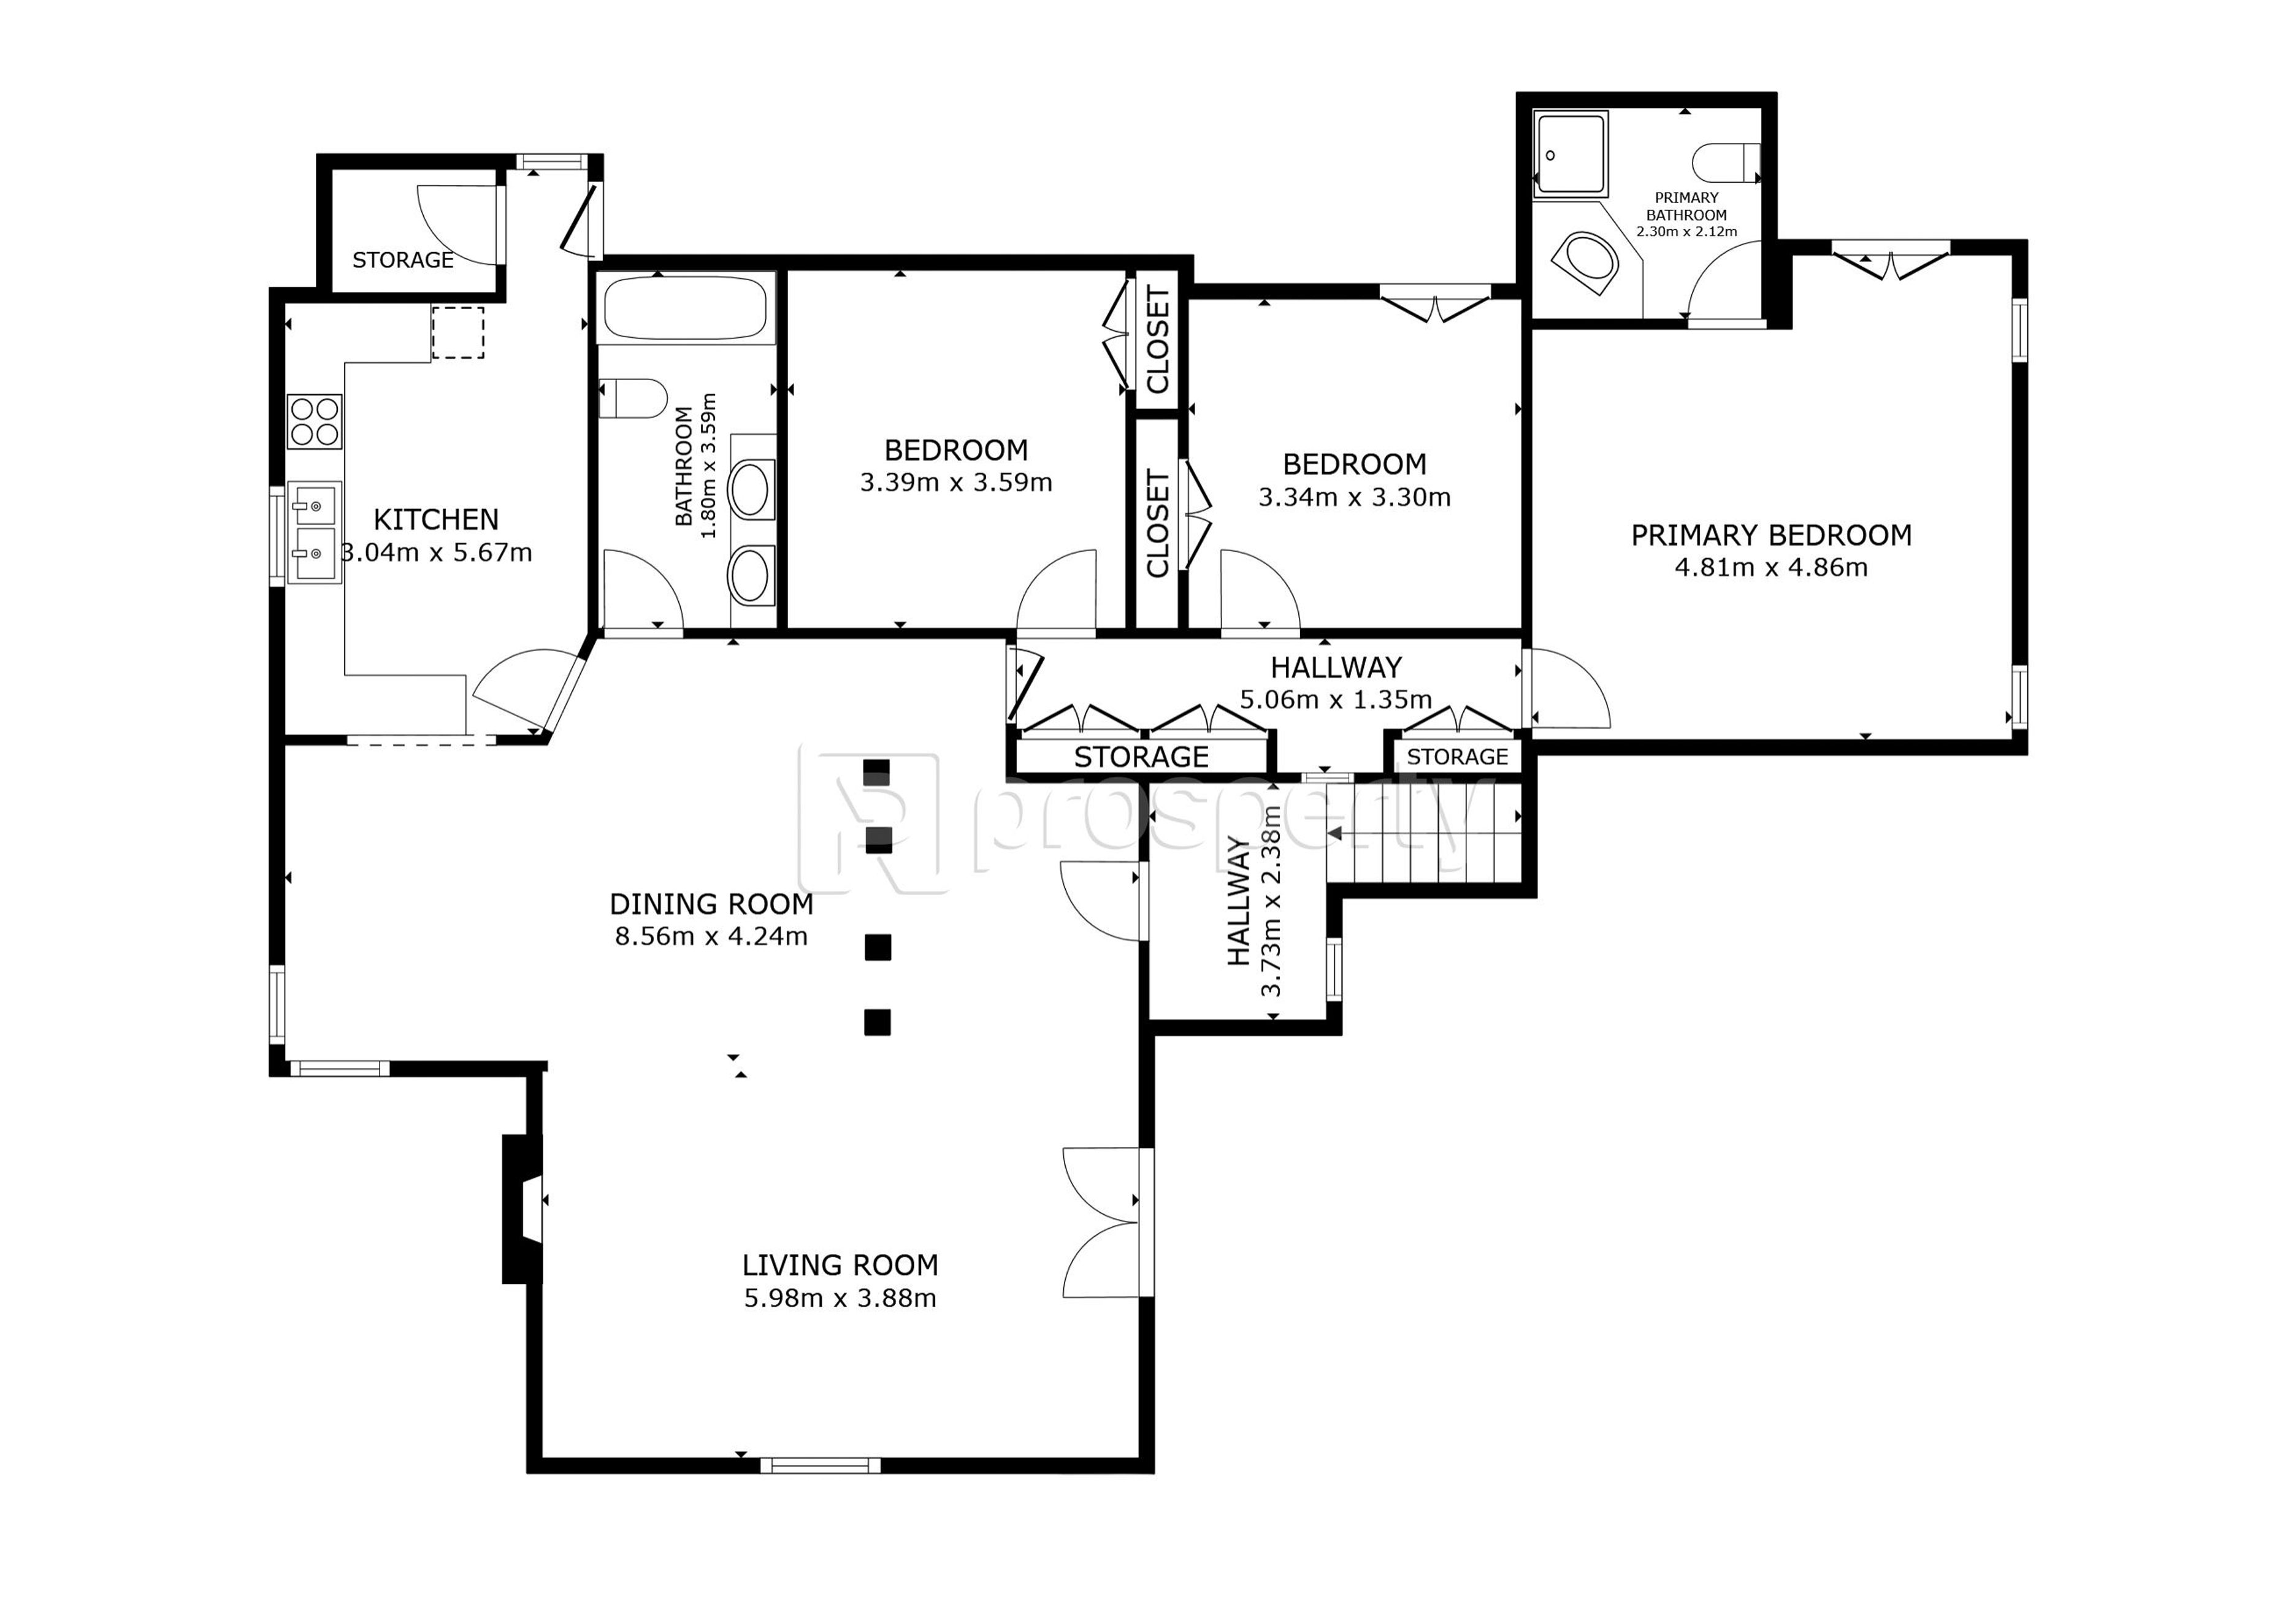 PRIMARY
BATHROOM
2.30m x 2.12m
STORAGE
CLOSET
BATHROOM
1.80m x 3.59m
BEDROOM
3.39m x 3.59m
CLOSET
BEDROOM
3.34m x 3.30m
KITCHEN
3.04m x 5.67m
PRIMARY BEDROOM
4.81m x 4.86m
HALLWAY
5.06m x 1.35m
STORAGE
STORAGE
prosperty
HALLWAY
3.73m x 2.38m
DINING ROOM
8.56m x 4.24m
LIVING ROOM
5.98m x 3.88m